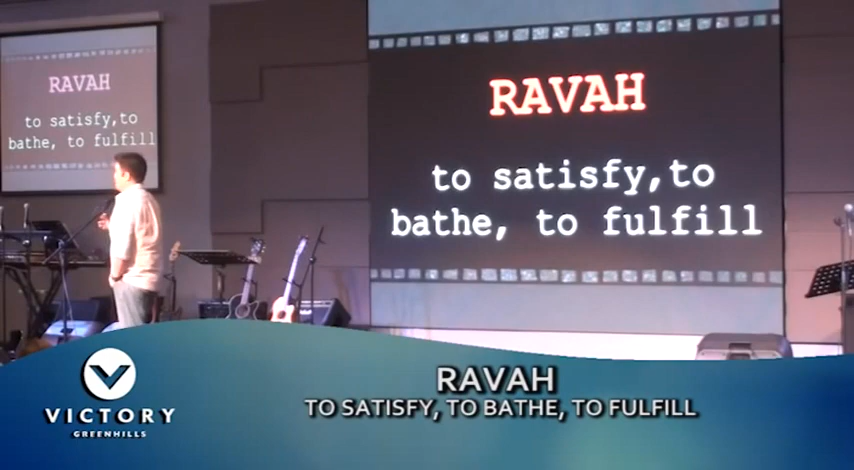 RAVAH
to satisfy,to
bathe, to fulfill
RAVAH
to satisfy,to
bathe, to fulfill
RAVAH
TO SATISFY, TO BATHE, TO FULFILL
VICTORY
GREENHILLS